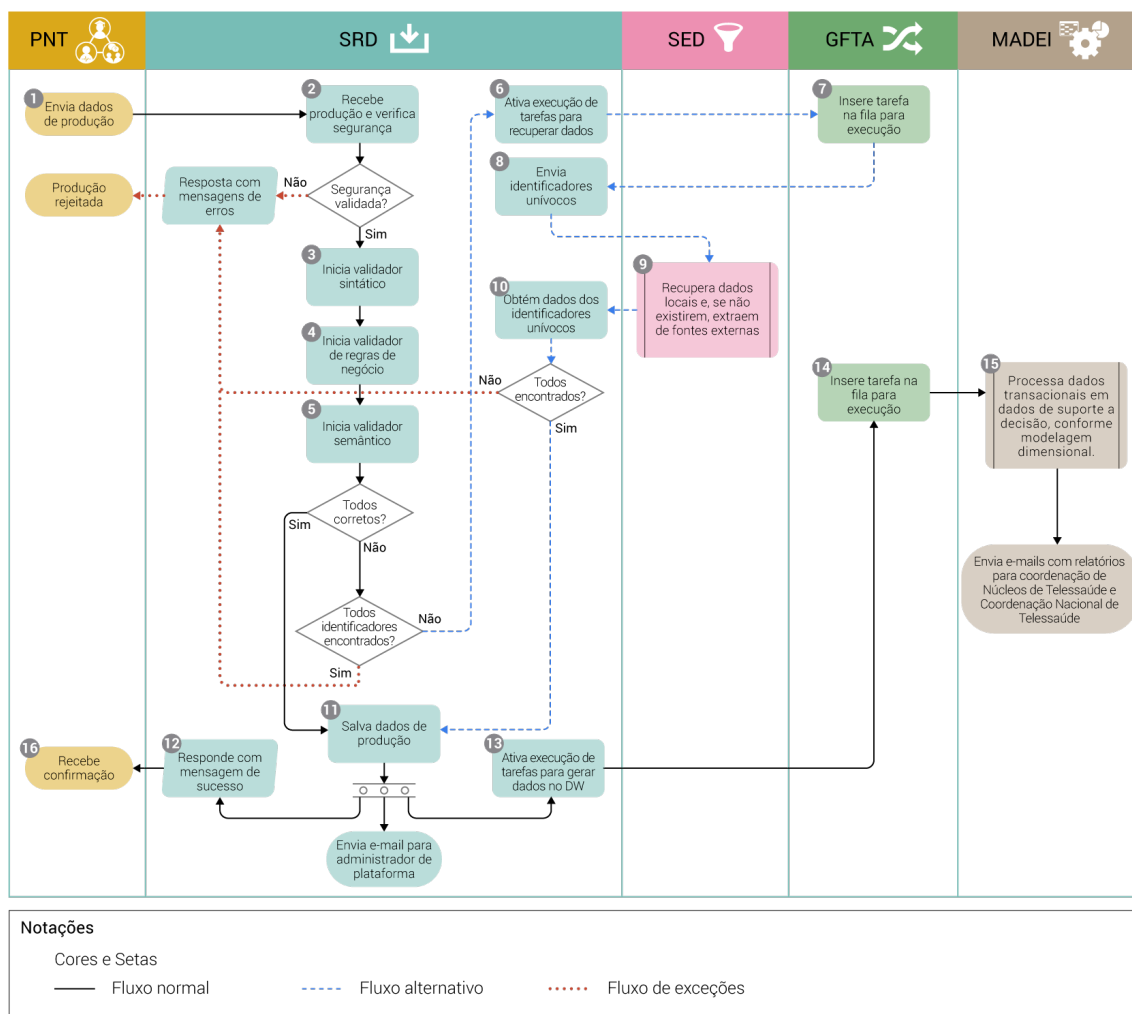 PNT
SRD
SED
GFTA
MADEI
1
Envia dados
de produção
2
Recebe
produção e verifica
segurança
6
Ativa execução de
tarefas para
recuperar dados
7
Insere tarefa
na fila para
execução
Produção
rejeitada
Resposta com
mensagens de
erros
Não
Segurança
validada?
Sim
8
Envia
identificadores
unívocos
3
Inicia validador
sintático
9
Recupera dados
locais e, se não
existirem, extraem
de fontes externas
10
Obtém dados dos
identificadores
unívocos
4
Inicia validador
de regras de
negócio
Não
Todos
encontrados?
Sim
14
Insere tarefa na
fila para
execução
15
Processa dados
transacionais em
dados de suporte a
decisão, conforme
modelagem
dimensional.
5
Inicia validador
semântico
Todos
corretos?
Sim
Não
Envia e-mails com relatórios
para coordenação de
Núcleos de Telessaúde e
Coordenação Nacional de
Telessaúde
Todos
identificadores
encontrados?
Não
Sim
11
Salva dados de
produção
16
Recebe
confirmação
12
Responde com
mensagem de
sucesso
13
Ativa execução de
tarefas para gerar
dados no DW
Envia e-mail para
administrador de
plataforma
Notações
Cores e Setas
Fluxo normal
Fluxo alternativo
Fluxo de exceções